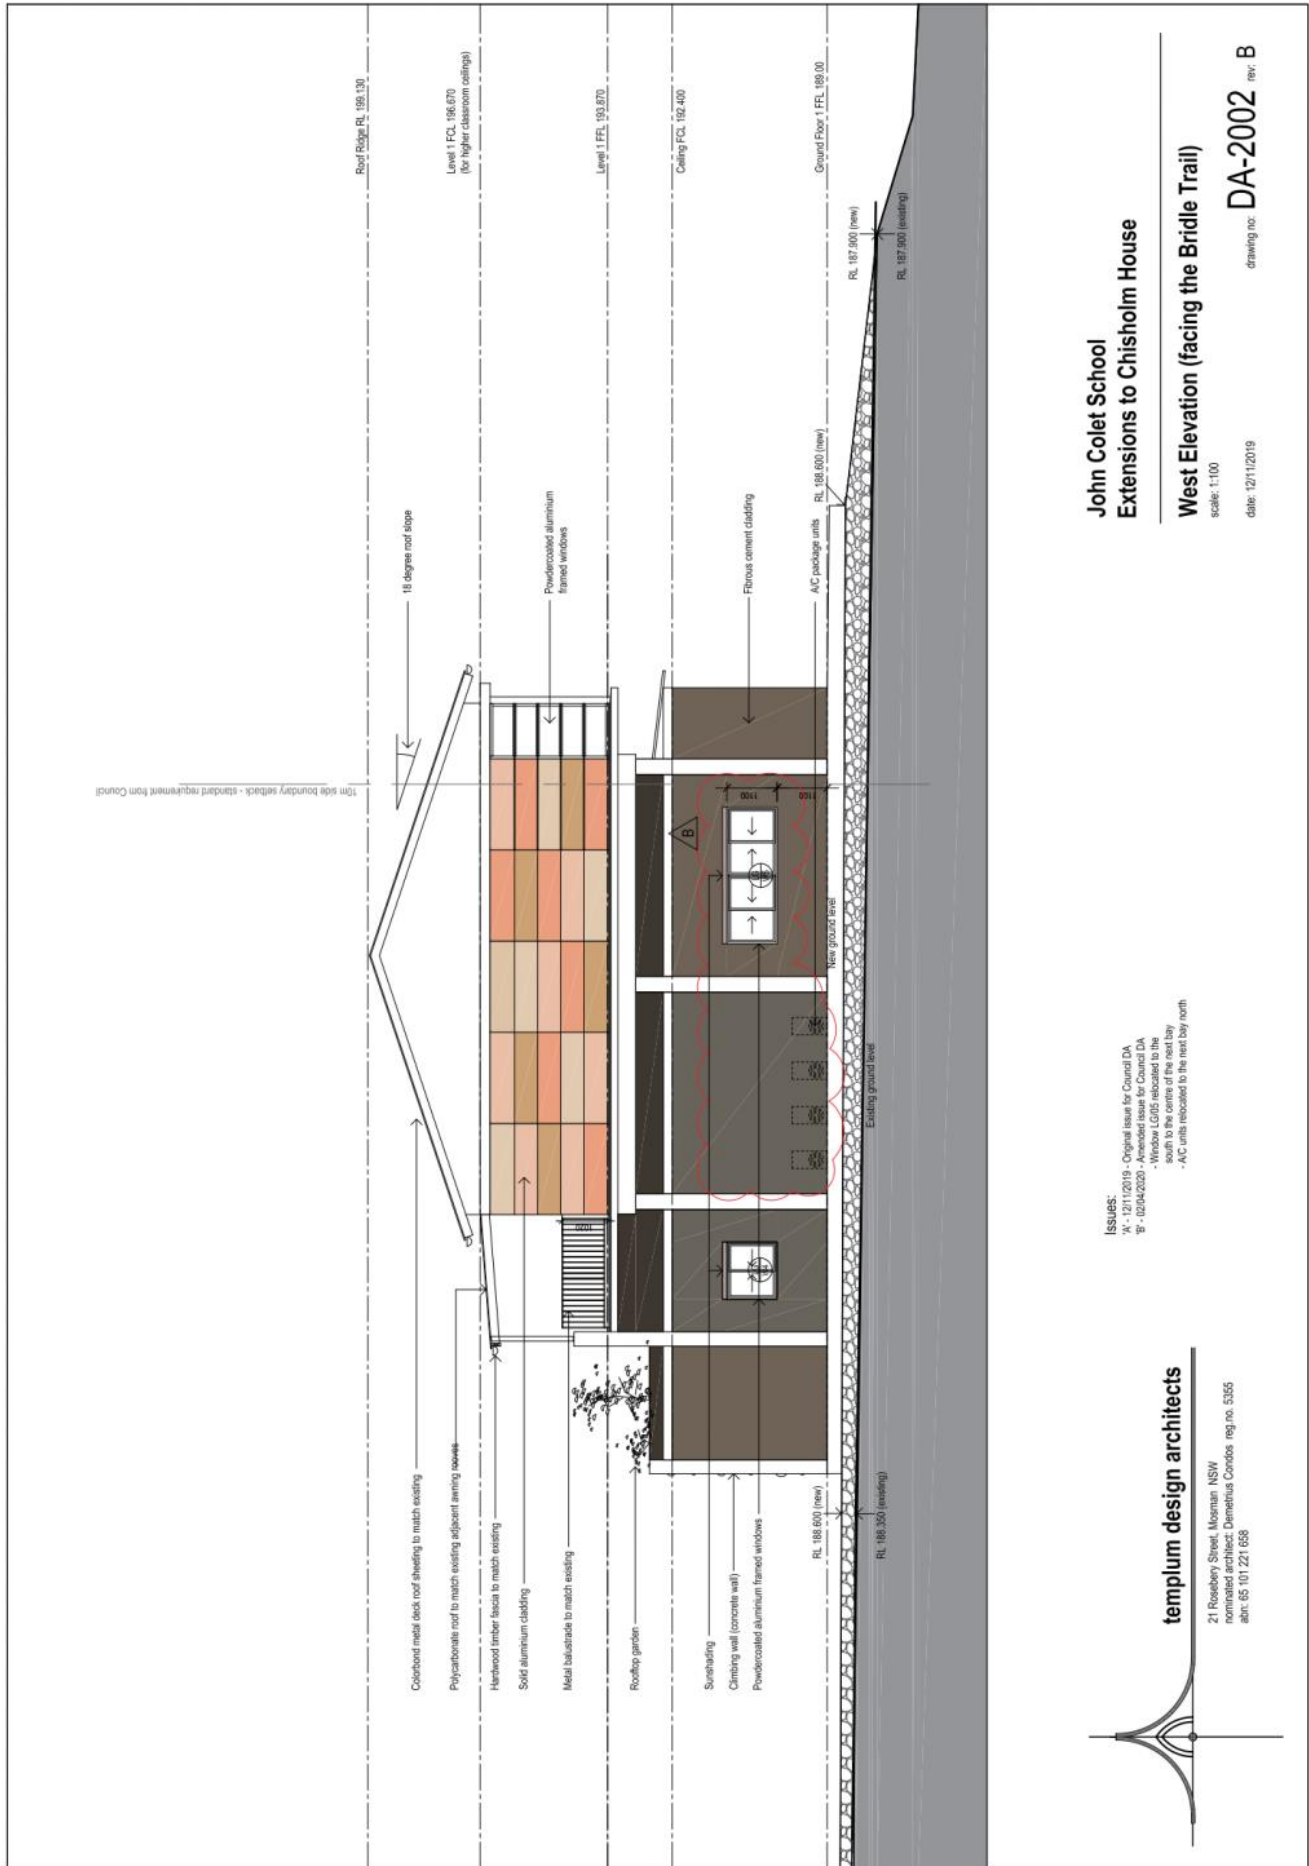 Roof Ridge RL 199.130
Level 1 FCL 196.670
(for higher classroom ceilings)
Level 1 FFL 193.870
Ceiling FCL 192.400
Ground Floor 1 FFL 189.00
10m side boundary setback - standard requirement from Council
18 degree roof slope
Powdercoated aluminium
framed windows
Fibrous cement cladding
A/C package units
RL 188.600 (new)
RL 187.900 (new)
RL 187.900 (existing)
B
1100
1100
1020
New ground level
Existing ground level
Colorbond metal deck roof sheeting to match existing
Polycarbonate roof to match existing adjacent awning rooves
Hardwood timber fascia to match existing
Solid aluminium cladding
Metal balustrade to match existing
Rooftop garden
Sunshading
Climbing wall (concrete wall)
Powdercoated aluminium framed windows
RL 188.600 (new)
RL 188.350 (existing)
templum design architects
21 Rosebery Street, Mosman NSW
nominated architect: Demetrius Condos reg.no. 5355
abn: 65 101 221 658
Issues:
'A' - 12/11/2019 - Original issue for Council DA
'B' - 02/04/2020 - Amended issue for Council DA
- Window LG/05 relocated to the
south to the centre of the next bay
- A/C units relocated to the next bay north
John Colet School
Extensions to Chisholm House
West Elevation (facing the Bridle Trail)
scale: 1:100
date: 12/11/2019
drawing no: DA-2002 rev: B